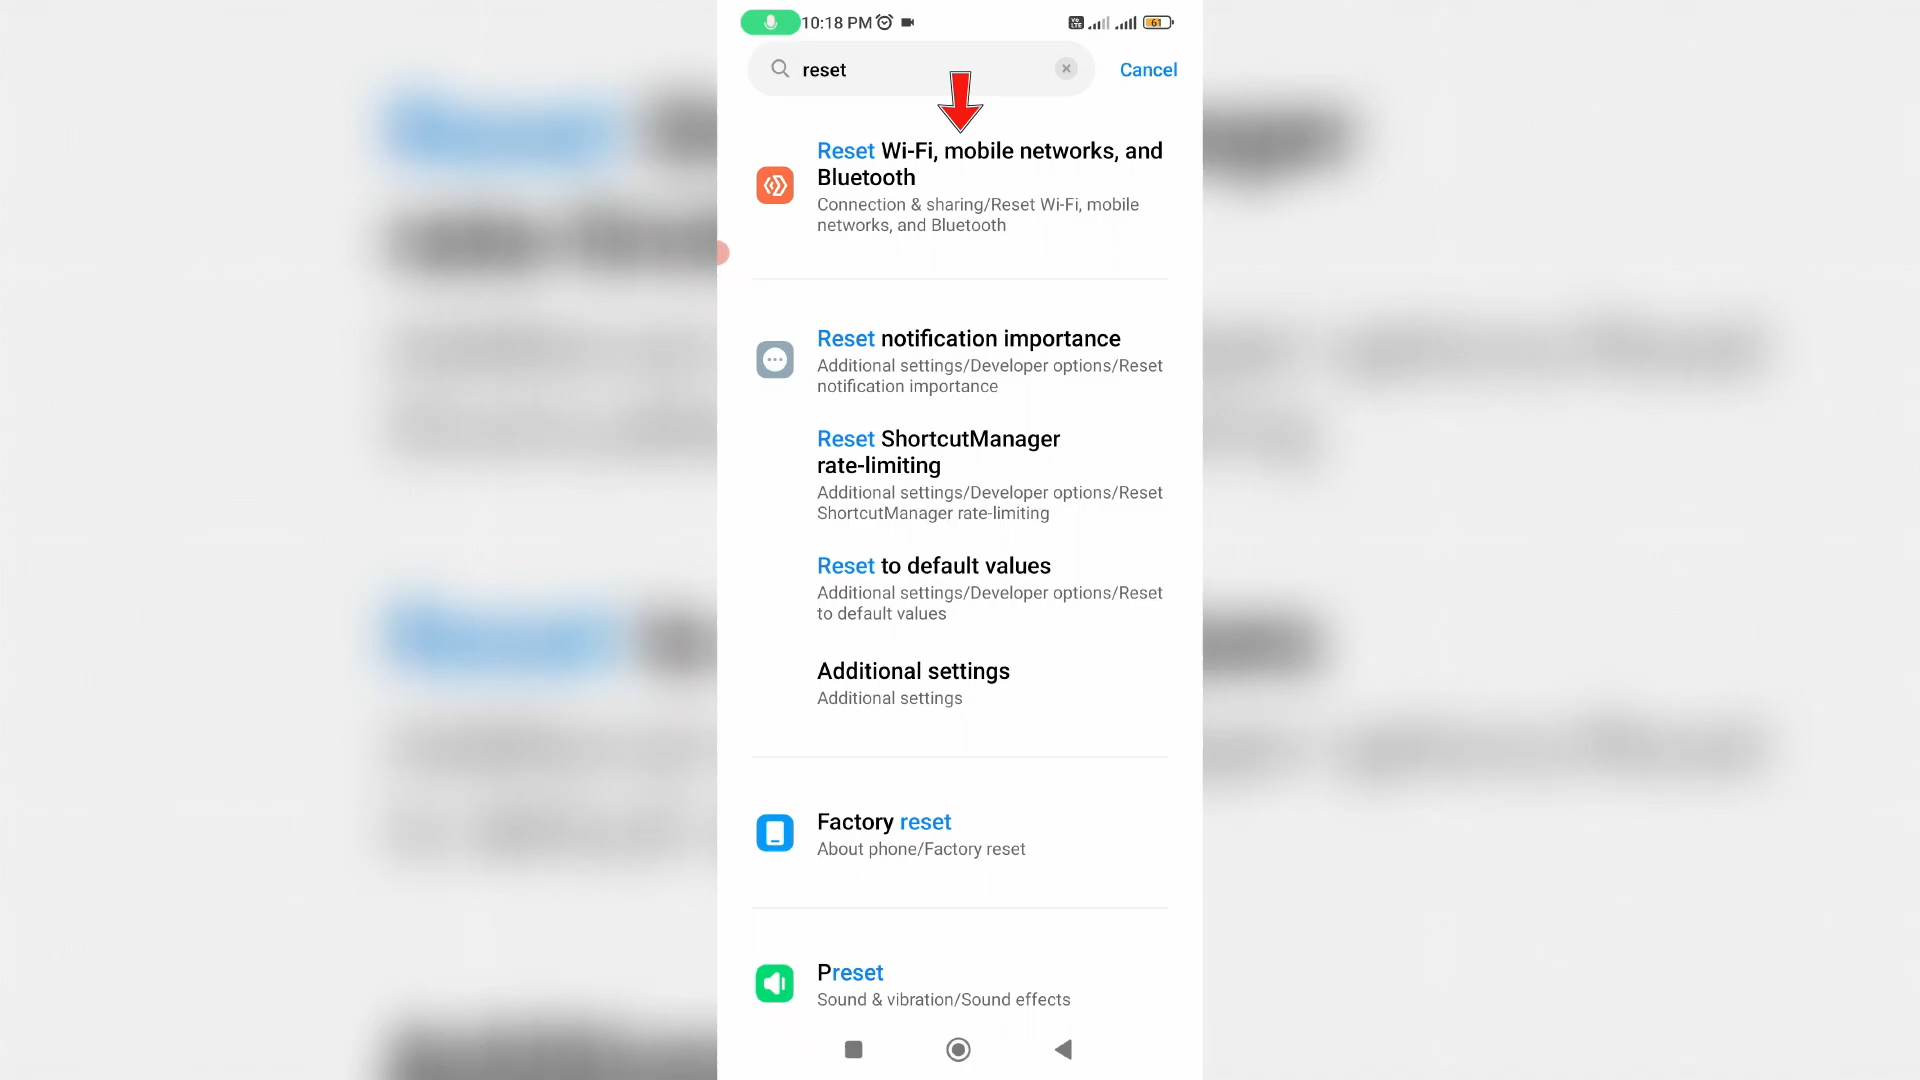 10:18 PM
Vo LTE
61
reset
Cancel
Reset Wi-Fi, mobile networks, and
Bluetooth
Connection & sharing/Reset Wi-Fi, mobile
networks, and Bluetooth
Reset notification importance
Additional settings/Developer options/Reset
notification importance
Reset ShortcutManager
rate-limiting
Additional settings/Developer options/Reset
ShortcutManager rate-limiting
Reset to default values
Additional settings/Developer options/Reset
to default values
Additional settings
Additional settings
Factory reset
About phone/Factory reset
Preset
Sound & vibration/Sound effects